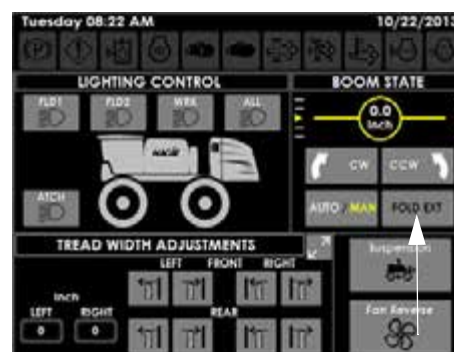 Tuesday 08:22 AM 10/22/2013
(P)
LIGHTING CONTROL
BOOM STATE
FLD1 FLD2 WRK ALL
0.0
inch
CW CCW
ATCH
AUTO / MAN FOLD EXT
TREAD WIDTH ADJUSTMENTS
Suspension
LEFT FRONT RIGHT
inch
LEFT RIGHT
REAR
0 0
Fan Reverse